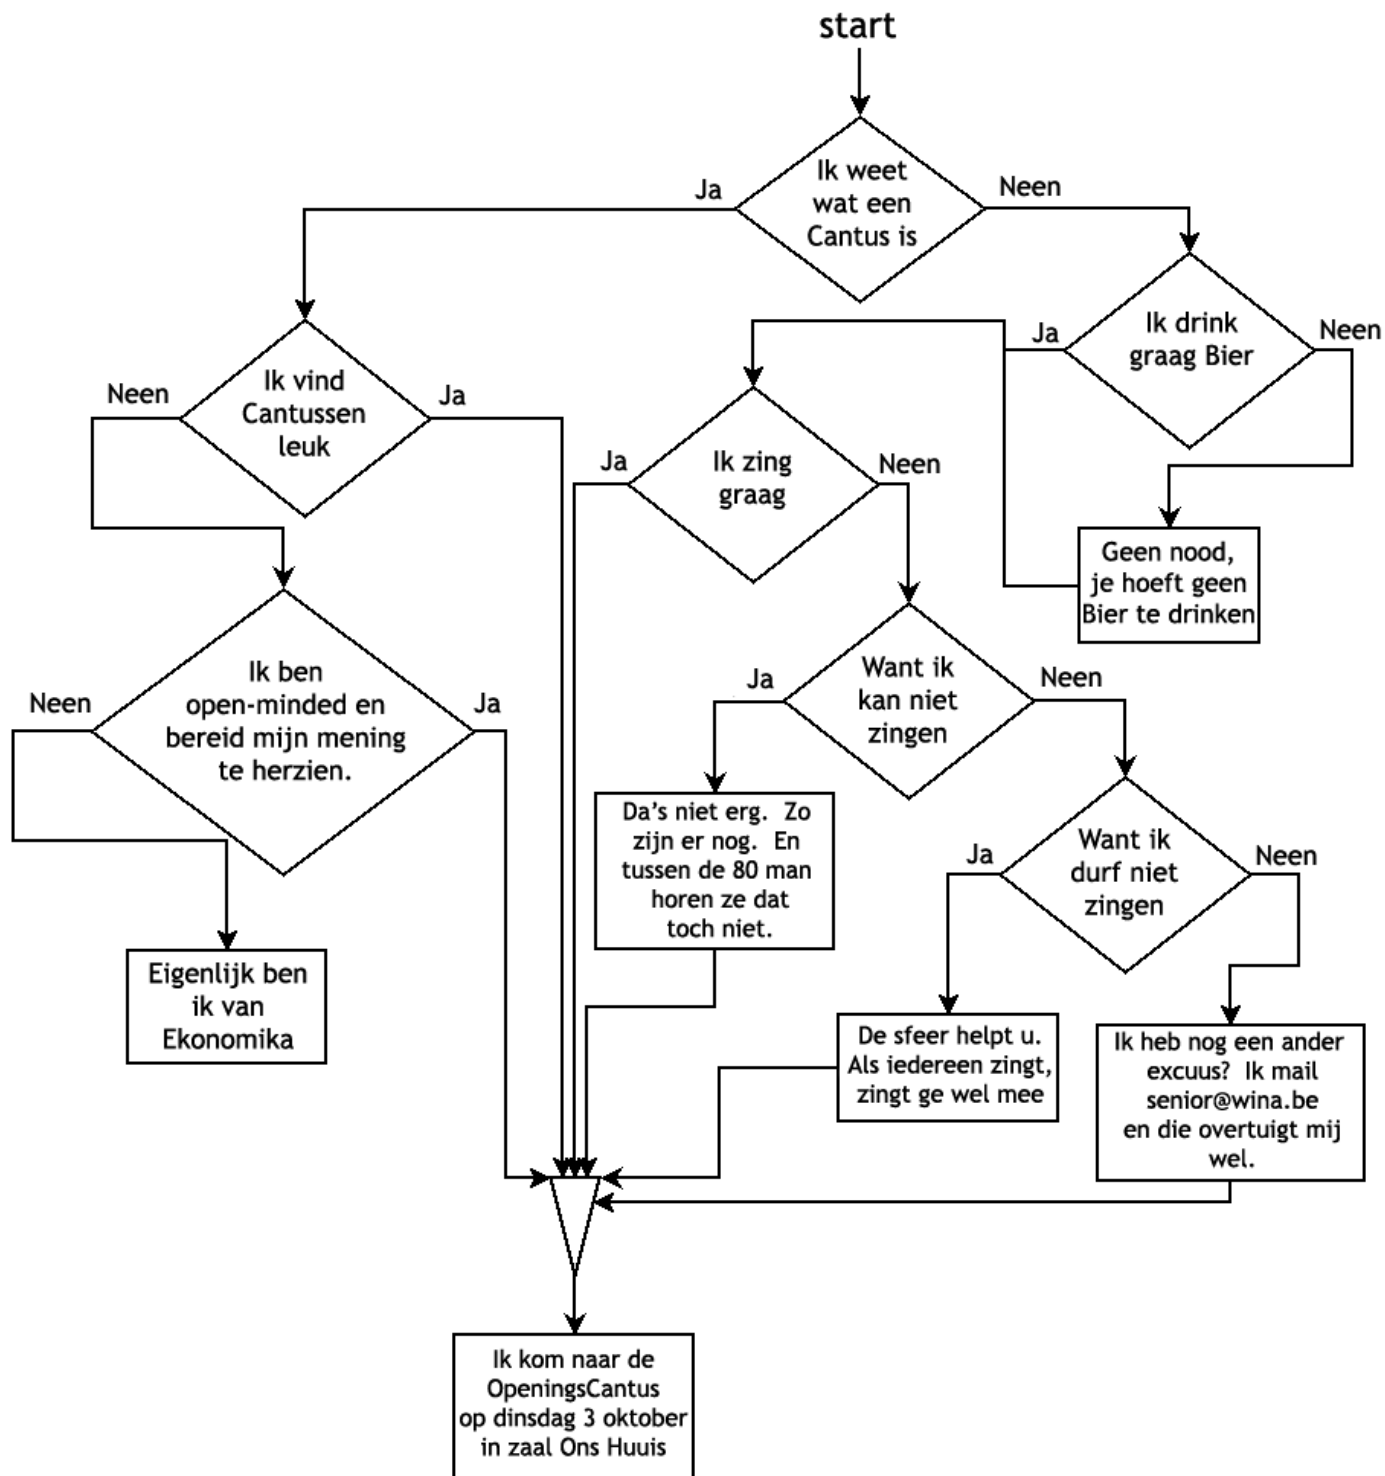 start
Ik weet
wat een
Cantus is
Ja
Neen
Ik drink
graag Bier
Ja
Neen
Ik vind
Cantussen
leuk
Neen
Ja
Ik zing
graag
Ja
Neen
Geen nood,
je hoeft geen
Bier te drinken
Ik ben
open-minded en
bereid mijn mening
te herzien.
Neen
Ja
Want ik
kan niet
zingen
Ja
Neen
Da's niet erg. Zo
zijn er nog. En
tussen de 80 man
horen ze dat
toch niet.
Want ik
durf niet
zingen
Ja
Neen
Eigenlijk ben
ik van
Ekonomika
De sfeer helpt u.
Als iedereen zingt,
zingt ge wel mee
Ik heb nog een ander
excuus? Ik mail
senior@wina.be
en die overtuigt mij
wel.
Ik kom naar de
OpeningsCantus
op dinsdag 3 oktober
in zaal Ons Huuis